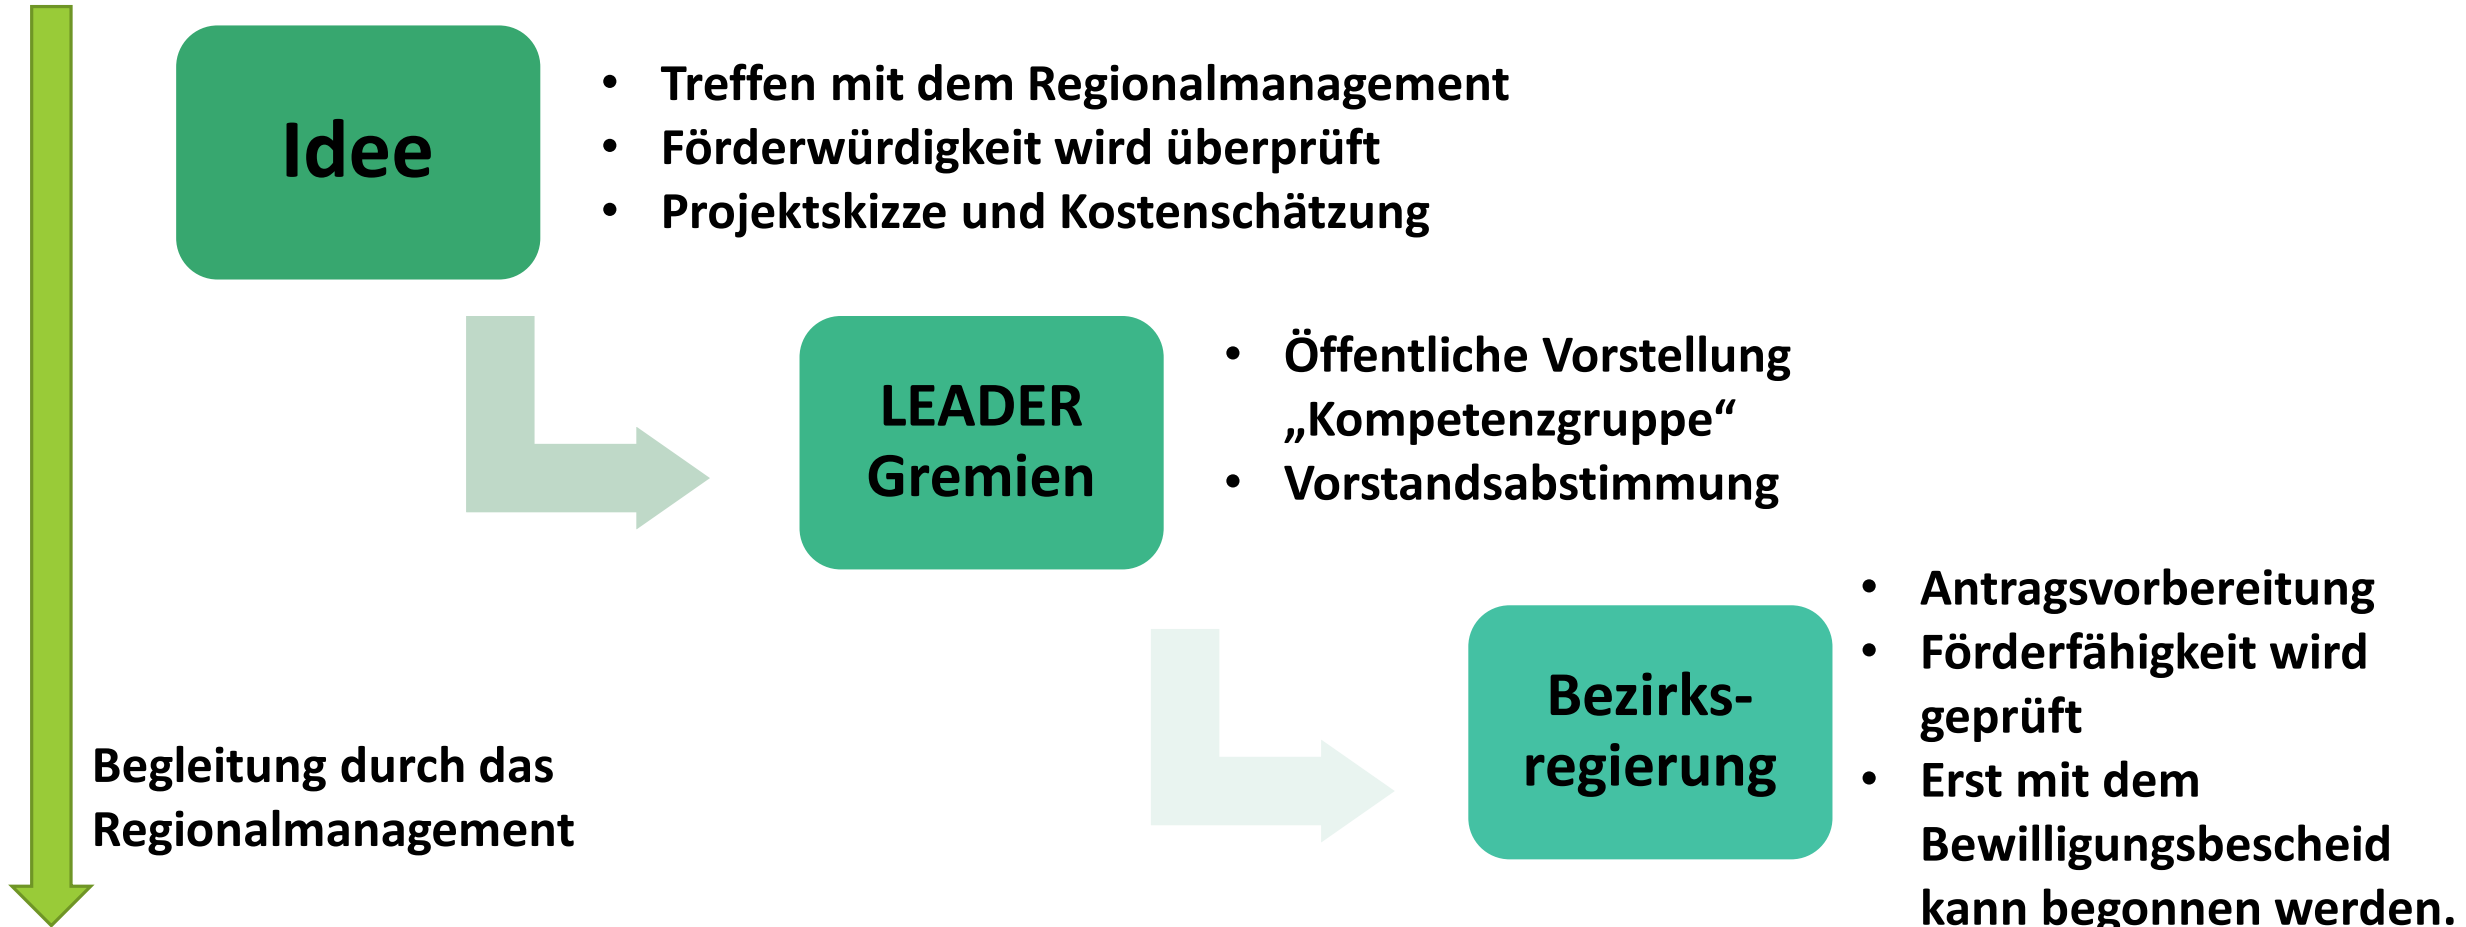 Idee
• Treffen mit dem Regionalmanagement
• Förderwürdigkeit wird überprüft
• Projektskizze und Kostenschätzung
LEADER
Gremien
• Öffentliche Vorstellung
„Kompetenzgruppe“
• Vorstandsabstimmung
Bezirks-
regierung
• Antragsvorbereitung
• Förderfähigkeit wird
geprüft
• Erst mit dem
Bewilligungsbescheid
kann begonnen werden.
Begleitung durch das
Regionalmanagement